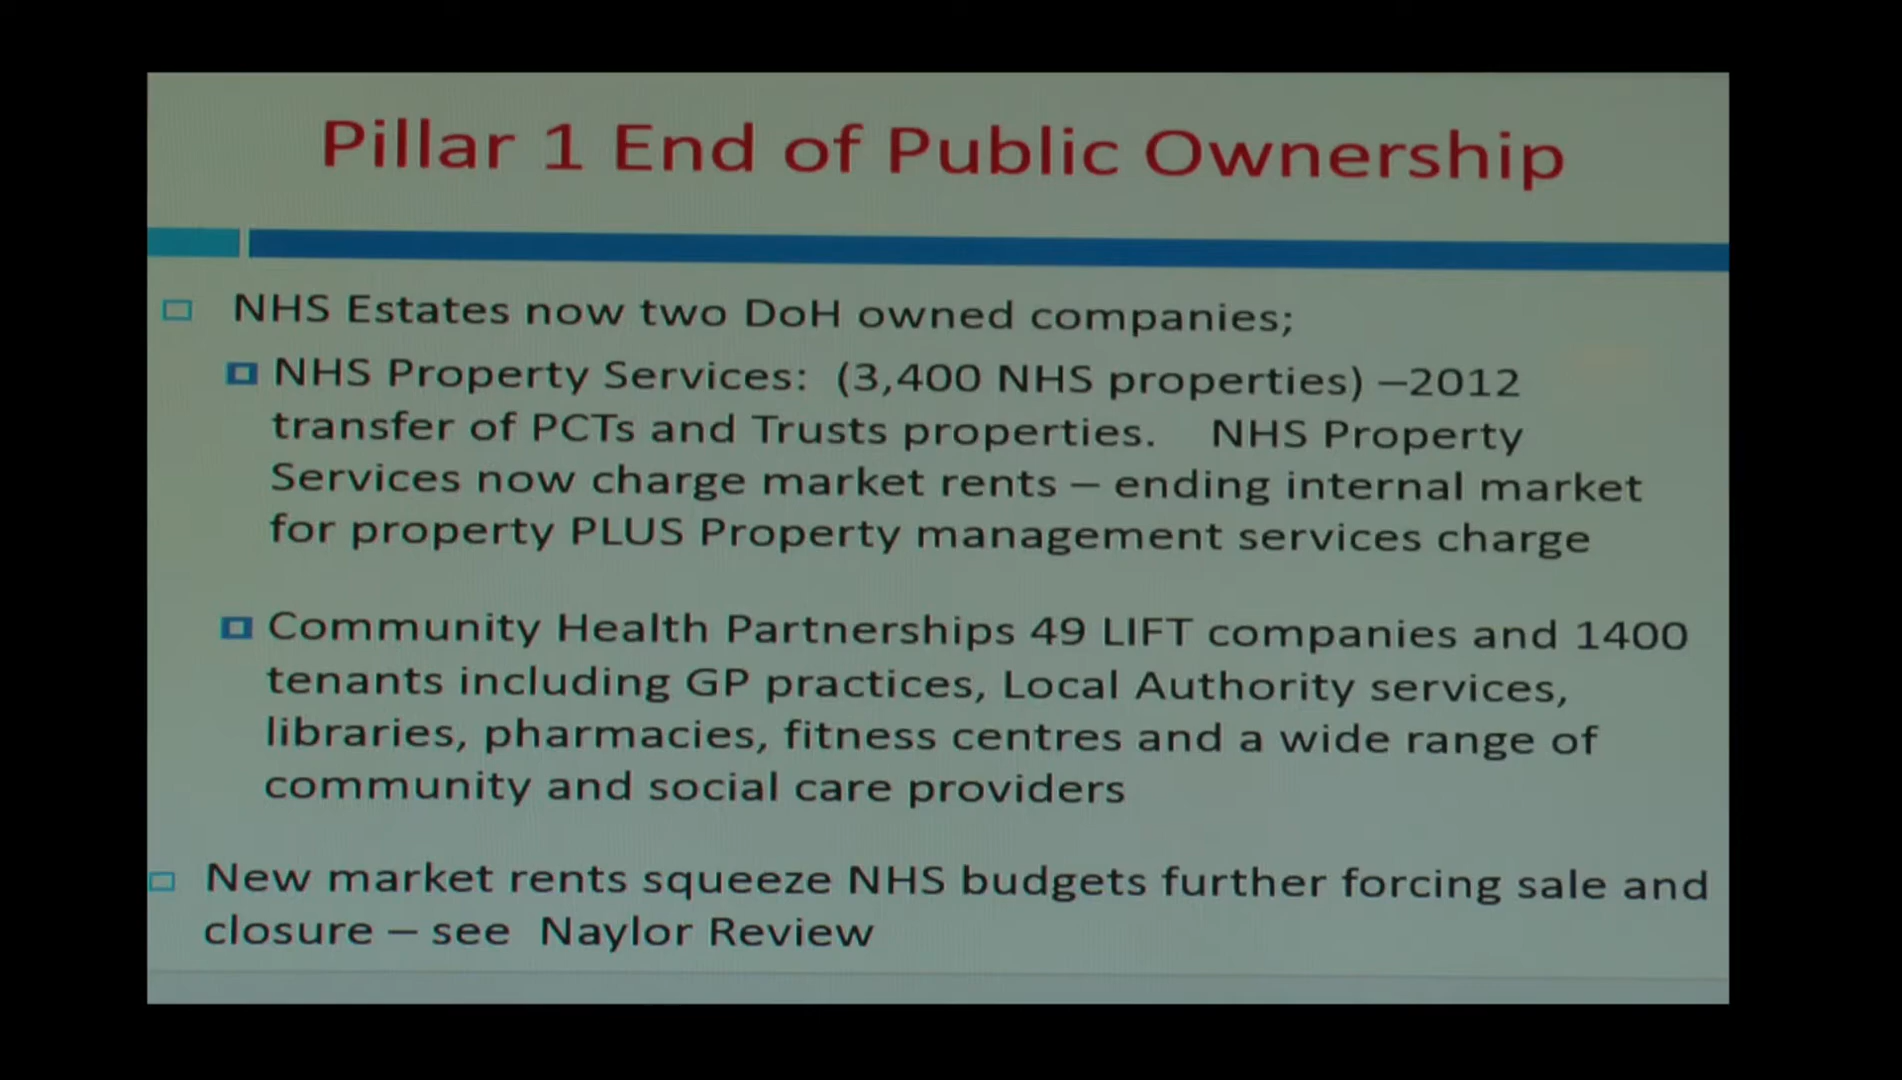 Pillar 1 End of Public Ownership
NHS Estates now two DoH owned companies;
NHS Property Services: (3,400 NHS properties) –2012
transfer of PCTs and Trusts properties. NHS Property
Services now charge market rents – ending internal market
for property PLUS Property management services charge
Community Health Partnerships 49 LIFT companies and 1400
tenants including GP practices, Local Authority services,
libraries, pharmacies, fitness centres and a wide range of
community and social care providers
New market rents squeeze NHS budgets further forcing sale and
closure – see Naylor Review